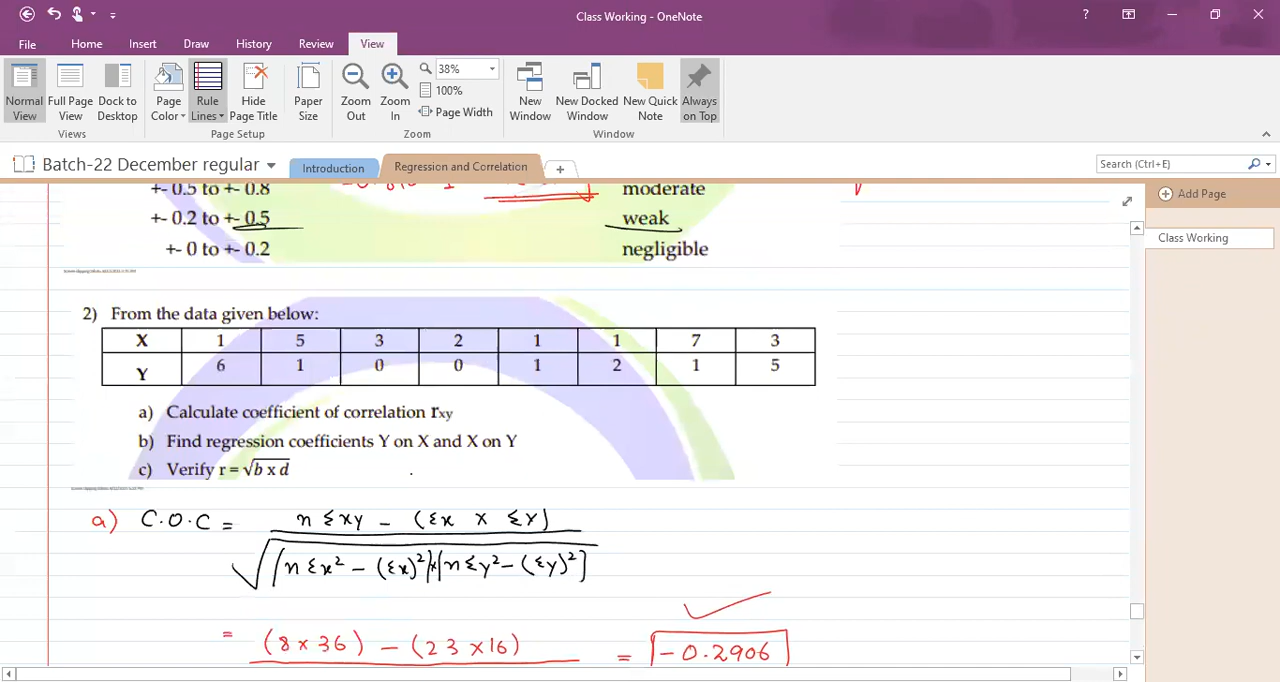 Class Working - OneNote
File Home Insert Draw History Review View
Normal View Full Page View Dock to Desktop Page Color Rule Lines Hide Page Title Paper Size Zoom Out Zoom In 38% 100% Page Width New Window New Docked Window New Quick Note Always on Top
Views Page Setup Zoom Window
Batch-22 December regular Introduction Regression and Correlation + Search (Ctrl+E)
Add Page
Class Working
+- 0.5 to +- 0.8 moderate
+- 0.2 to +- 0.5 weak
+- 0 to +- 0.2 negligible
2) From the data given below:
X 1 5 3 2 1 1 7 3
Y 6 1 0 0 1 2 1 5
a) Calculate coefficient of correlation rxy
b) Find regression coefficients Y on X and X on Y
c) Verify r = √b x d
a) C.O.C = n Σxy - (Σx x Σy)
√[n Σx² - (Σx)²]x[n Σy² - (Σy)²]
= (8 x 36) - (23 x 16) = -0.2906